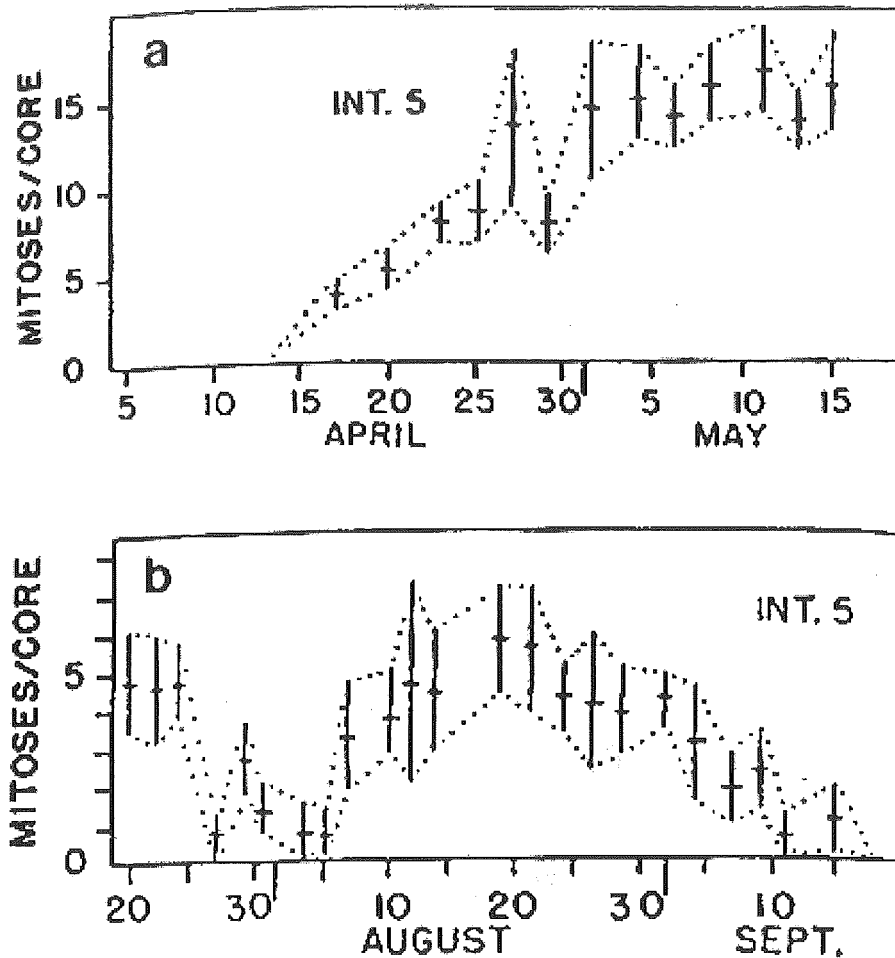 a
INT. 5
MITOSES/CORE
15
10
5
0
5 10 15 20 25 30 5 10 15
APRIL MAY
b
INT. 5
MITOSES/CORE
5
0
20 30 10 20 30 10
AUGUST SEPT.